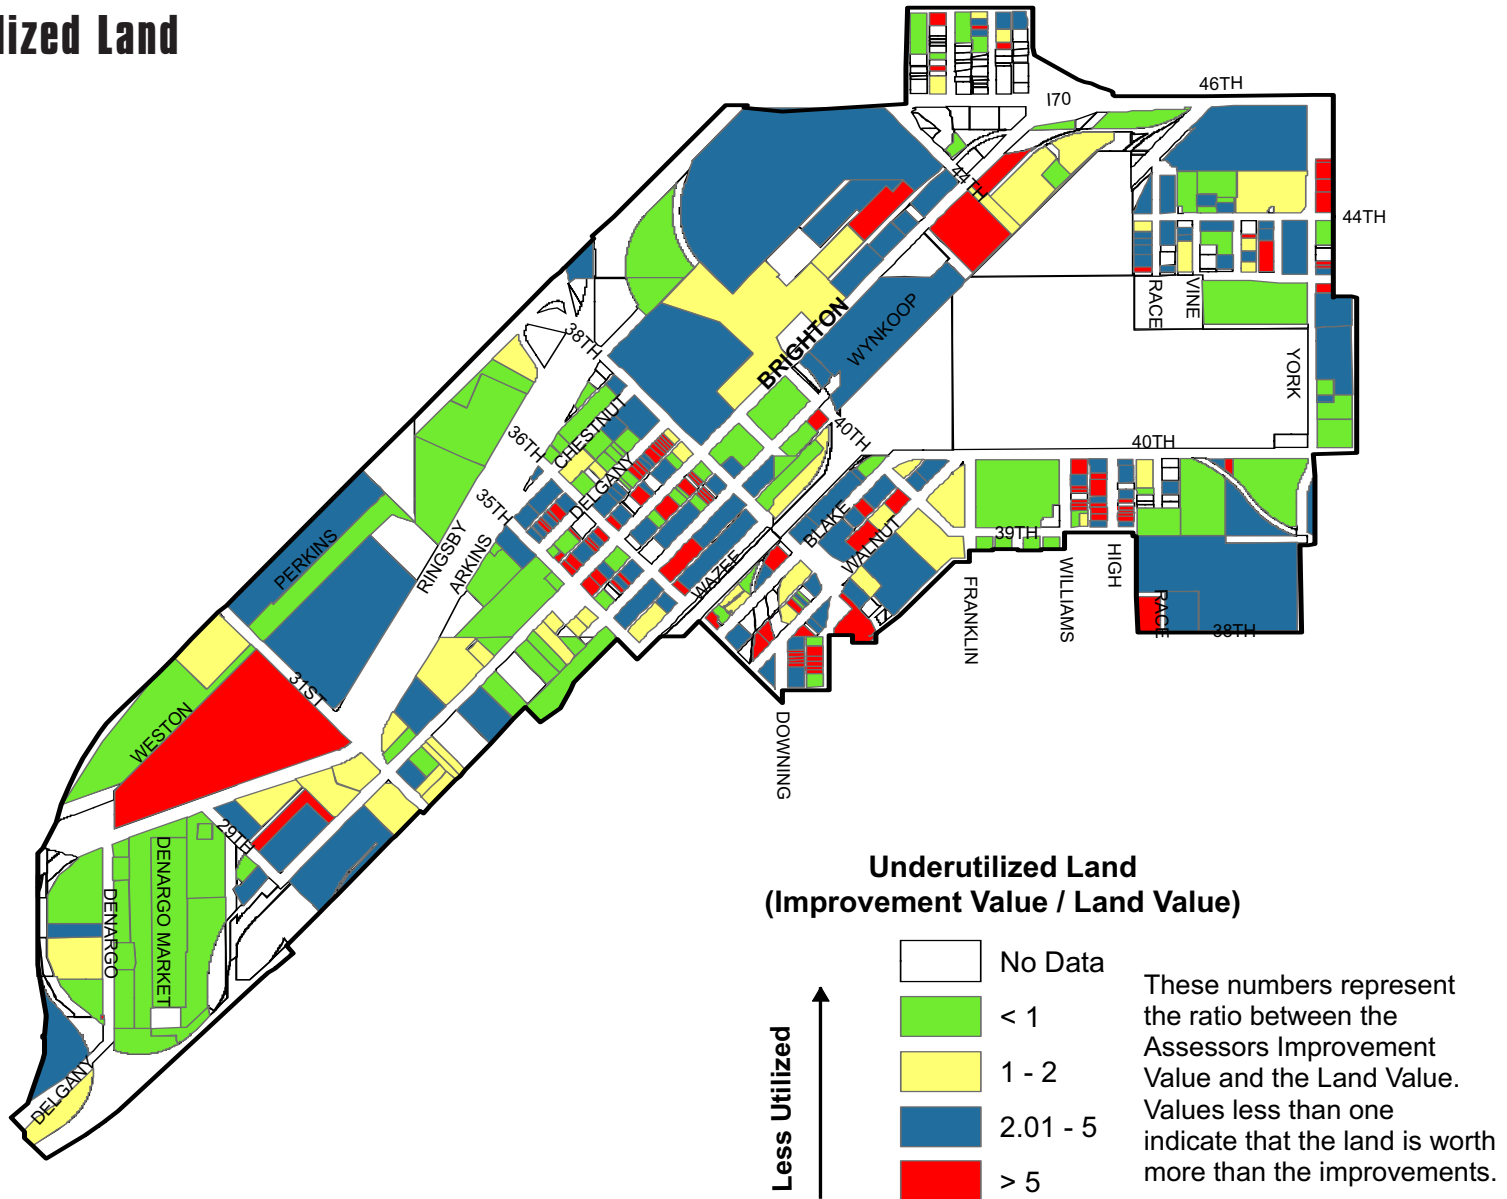 lized Land
46TH
I70
44TH
44TH
RACE
VINE
YORK
BRIGHTON
WYNKOOP
38TH
CHESTNUT
36TH
DELGANY
35TH
40TH
40TH
BLAKE
WALNUT
39TH
WAZEE
PERKINS
RINGSBY
ARKINS
FRANKLIN
WILLIAMS
HIGH
RACE
38TH
31ST
WESTON
DOWNING
29TH
DENARGO MARKET
DENARGO
DELGANY
Underutilized Land
(Improvement Value / Land Value)
Less Utilized
No Data
< 1
1 - 2
2.01 - 5
> 5
These numbers represent
the ratio between the
Assessors Improvement
Value and the Land Value.
Values less than one
indicate that the land is worth
more than the improvements.